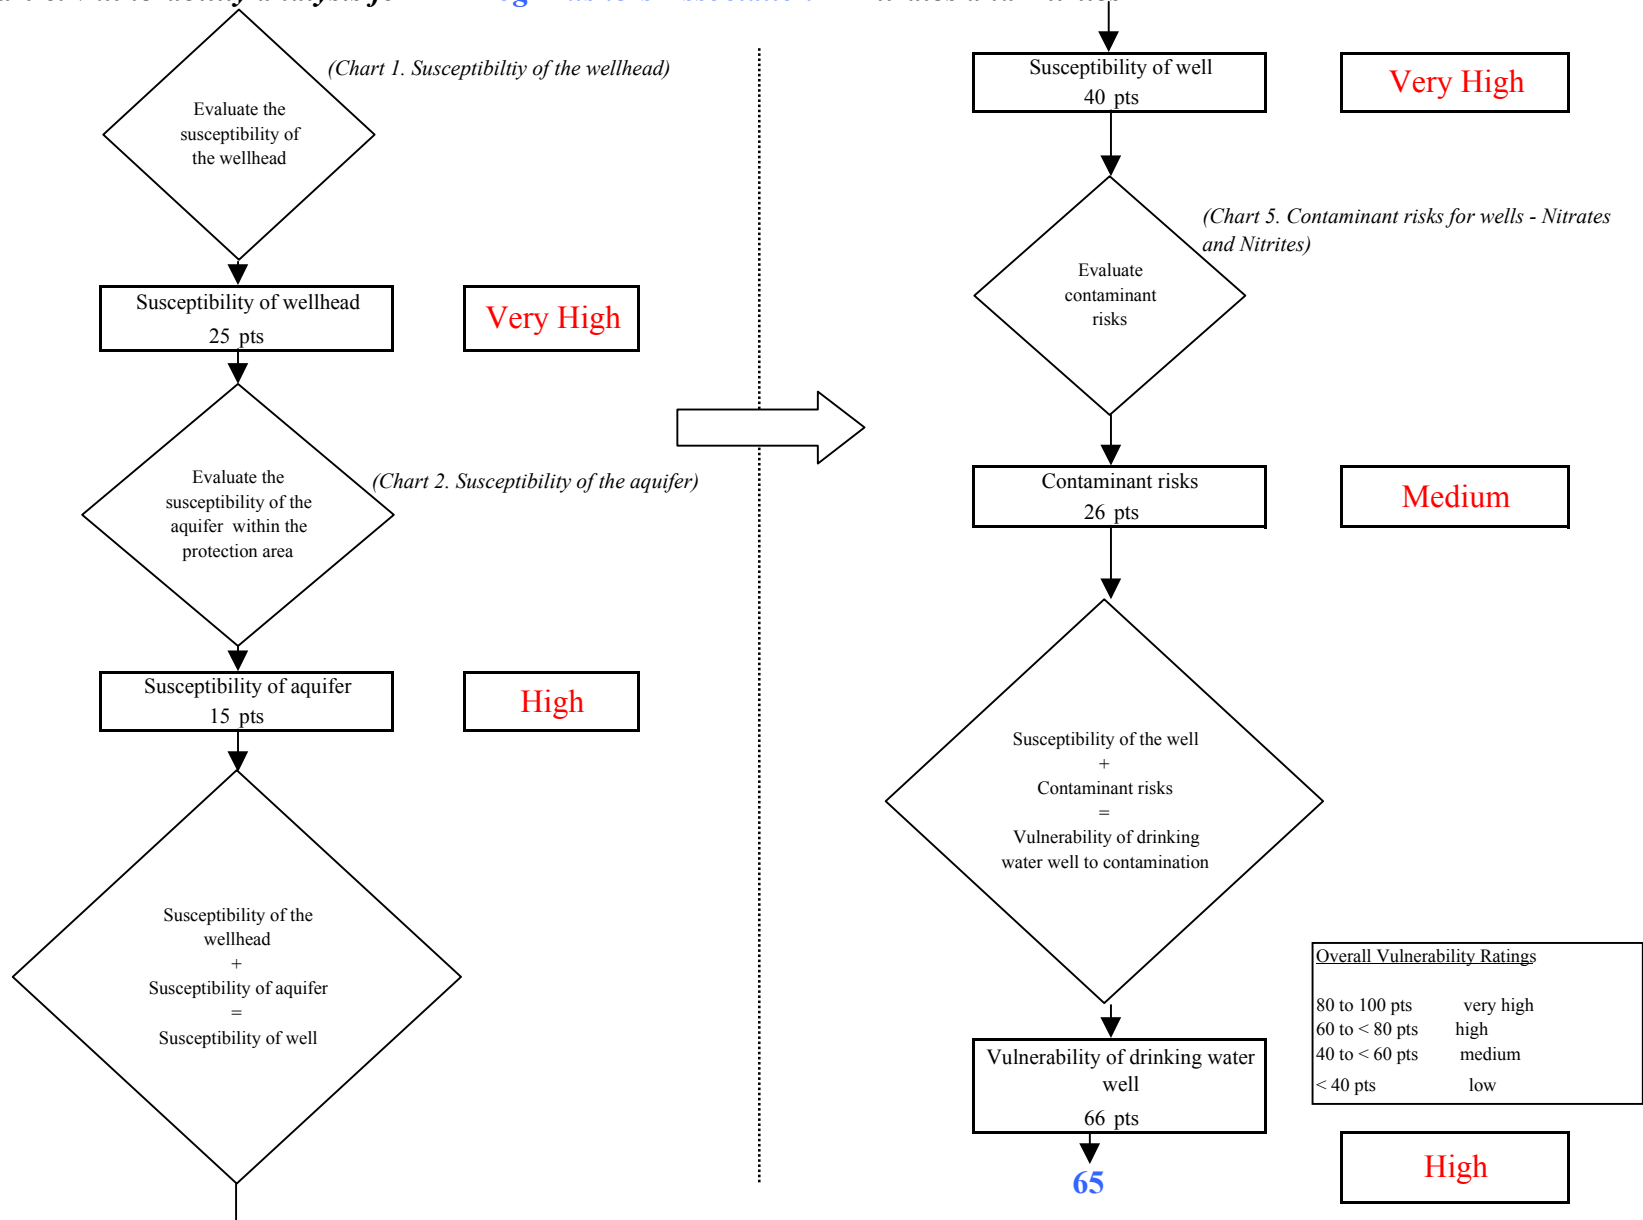 (Chart 1. Susceptibiltiy of the wellhead)
Evaluate the
susceptibility of
the wellhead
Susceptibility of wellhead
25 pts
Very High
Evaluate the
susceptibility of the
aquifer within the
protection area
(Chart 2. Susceptibility of the aquifer)
Susceptibility of aquifer
15 pts
High
Susceptibility of the
wellhead
+
Susceptibility of aquifer
=
Susceptibility of well
Susceptibility of well
40 pts
Very High
(Chart 5. Contaminant risks for wells - Nitrates
and Nitrites)
Evaluate
contaminant
risks
Contaminant risks
26 pts
Medium
Susceptibility of the well
+
Contaminant risks
=
Vulnerability of drinking
water well to contamination
Overall Vulnerability Ratings
80 to 100 pts very high
60 to < 80 pts high
40 to < 60 pts medium
< 40 pts low
Vulnerability of drinking water
well
66 pts
65
High